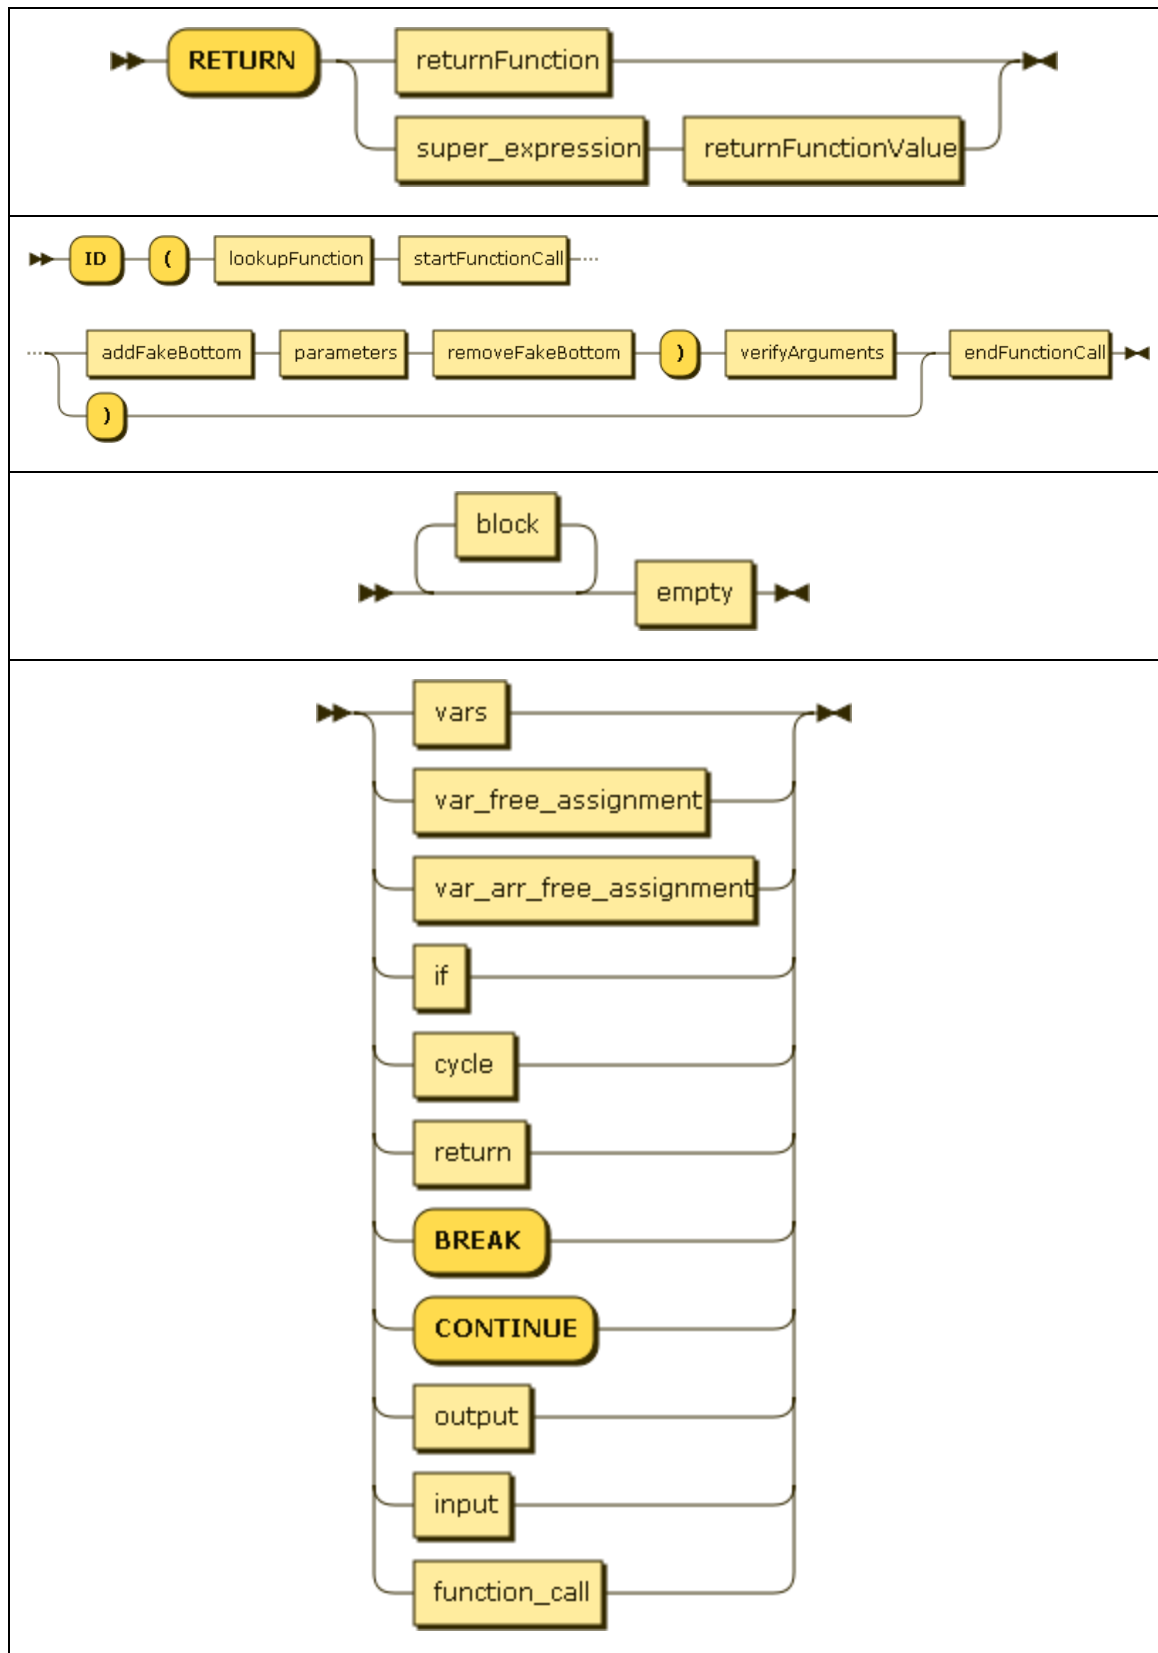 RETURN returnFunction
super_expression returnFunctionValue
ID ( lookupFunction startFunctionCall
addFakeBottom parameters removeFakeBottom ) verifyArguments endFunctionCall
)
block
empty
vars
var_free_assignment
var_arr_free_assignment
if
cycle
return
BREAK
CONTINUE
output
input
function_call